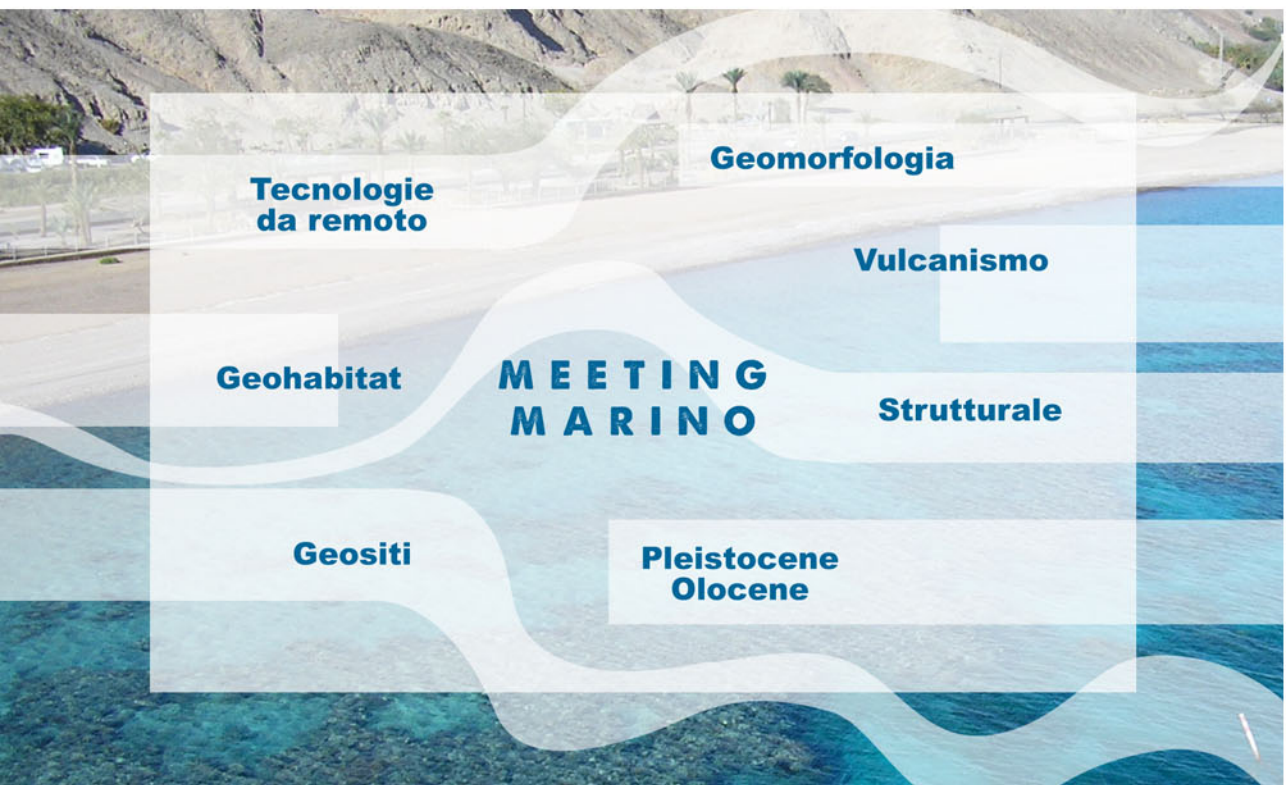 Geomorfologia
Tecnologie
da remoto
Vulcanismo
Geohabitat
MEETING
MARINO
Strutturale
Geositi
Pleistocene
Olocene